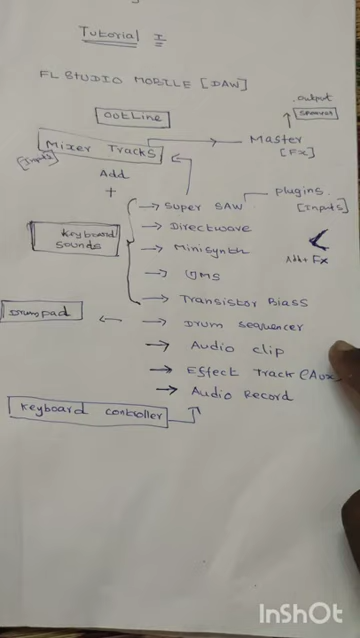 Tutorial I
FL STUDIO MOBILE [DAW]
output
OOtLine
Mixer Tracks
Master
[Inputs]
[Fx]
Add
+
plugins
Super SAW
[Inputs]
Directwave
Keyboard
sounds
Minisynth
Add+ Fx
GMS
Transistor Biass
Drumpad
Drum sequencer
Audio clip
Effect Track (Aux)
Audio Record
Keyboard controller
InShOt